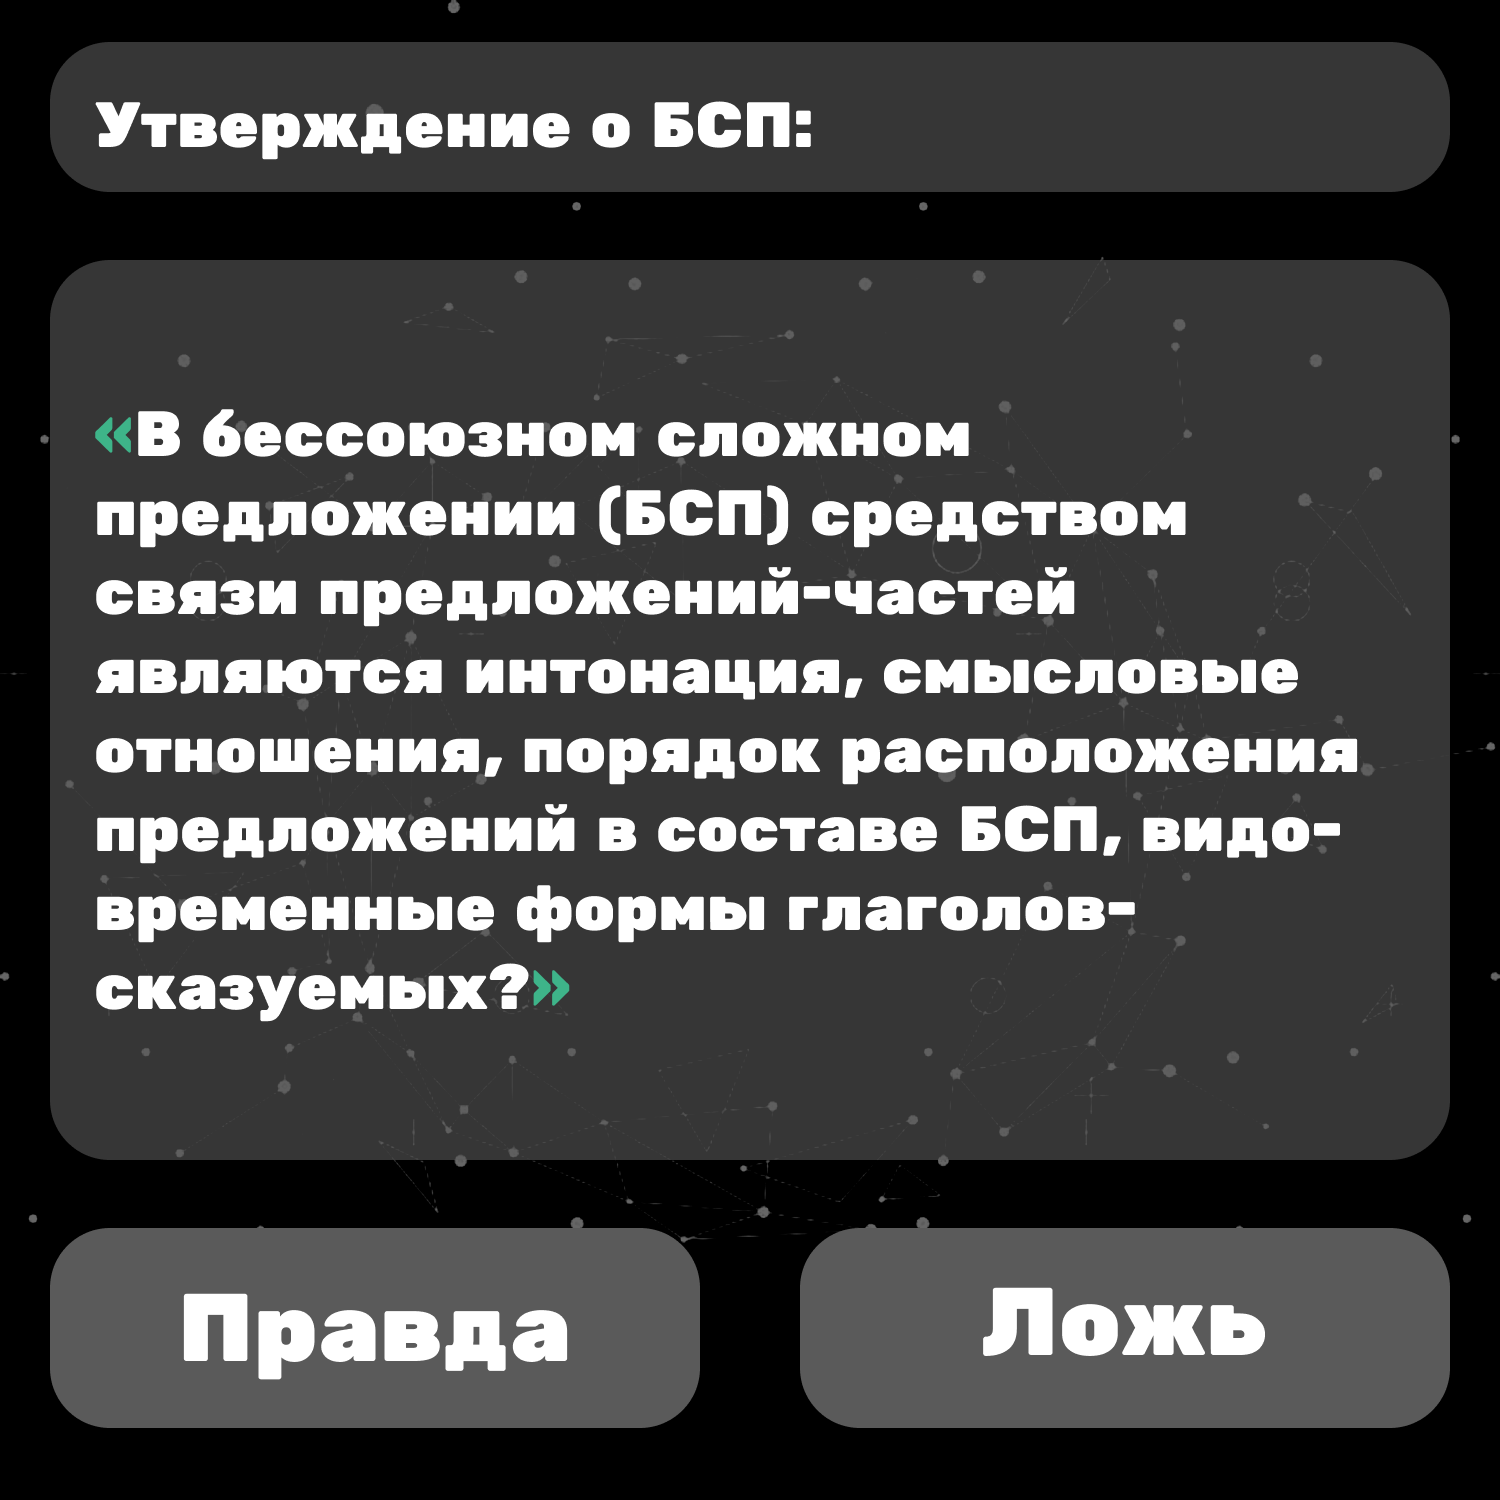 Утверждение о БСП:
«В бессоюзном сложном
предложении (БСП) средством
связи предложений-частей
являются интонация, смысловые
отношения, порядок расположения
предложений в составе БСП, видо-
временные формы глаголов-
сказуемых?»
Правда
Ложь